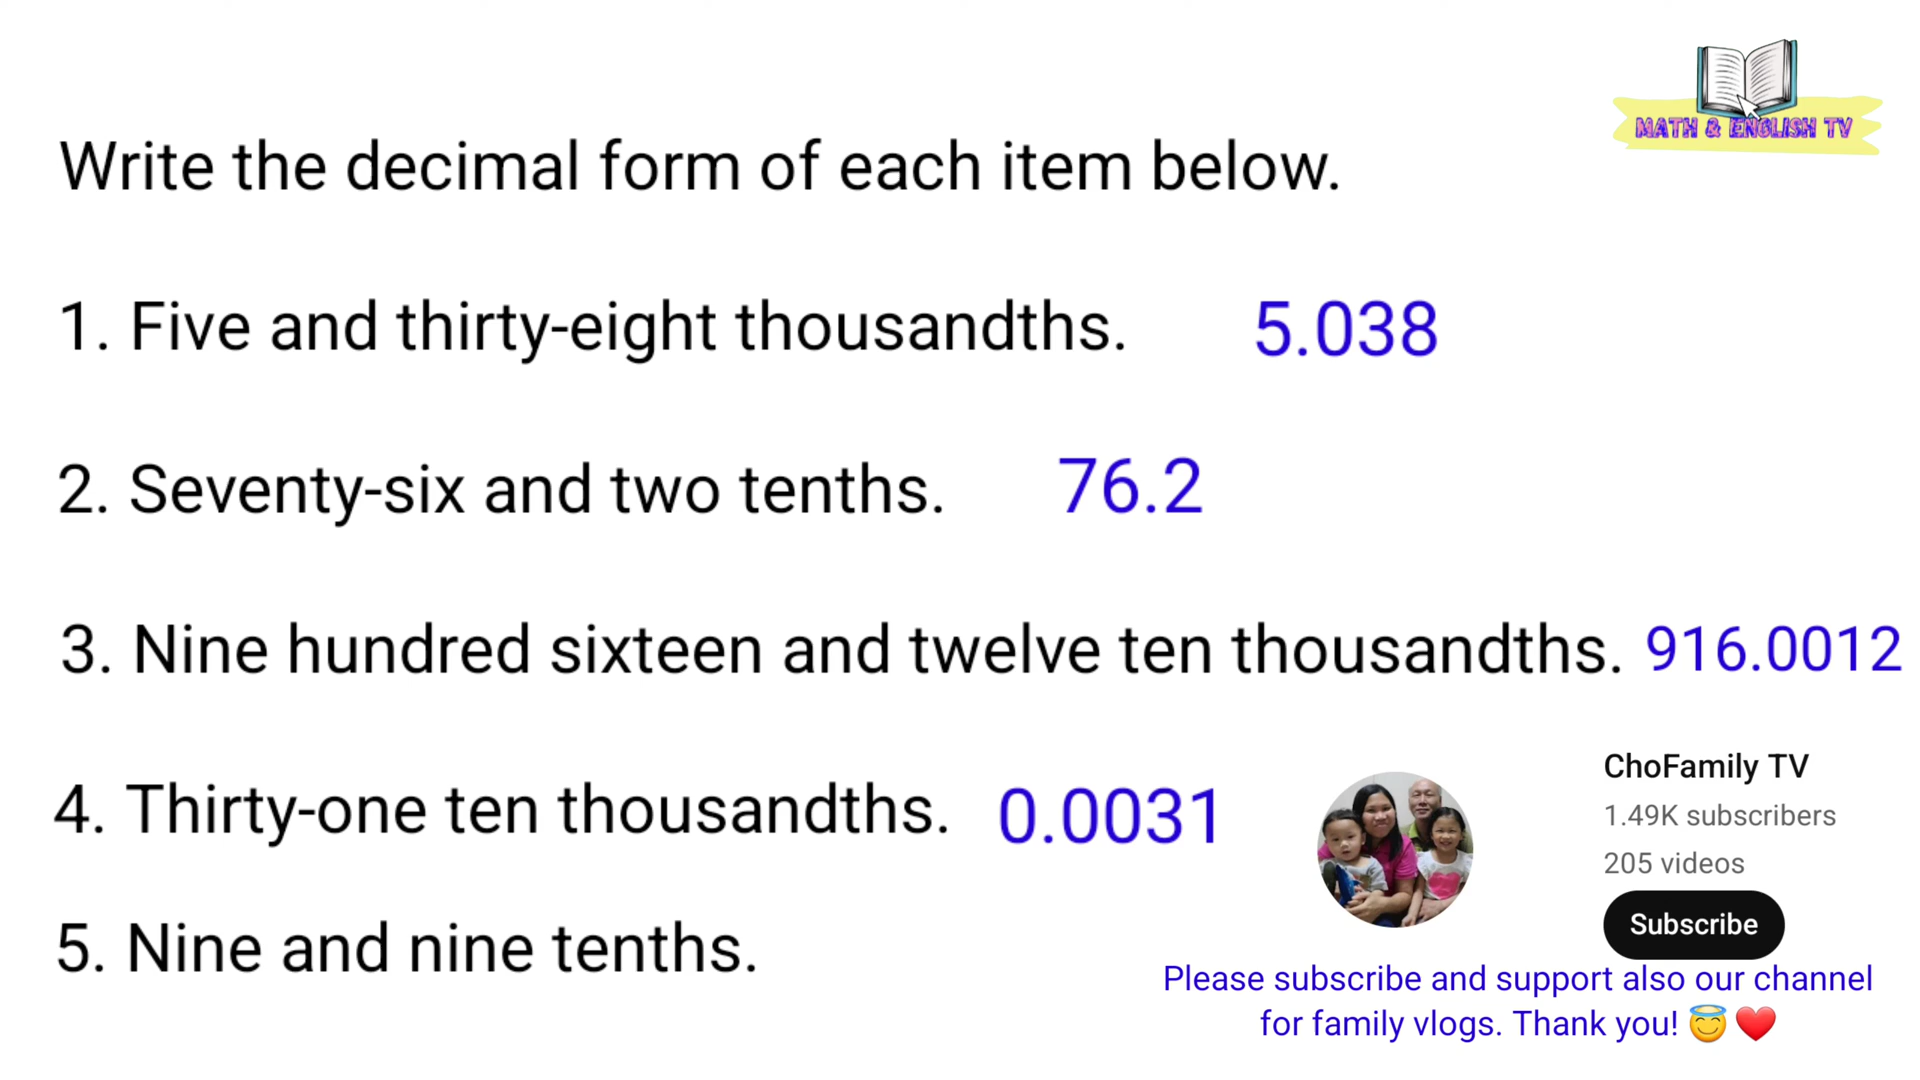 MATH & ENGLISH TV
Write the decimal form of each item below.
1. Five and thirty-eight thousandths. 5.038
2. Seventy-six and two tenths. 76.2
3. Nine hundred sixteen and twelve ten thousandths. 916.0012
4. Thirty-one ten thousandths. 0.0031
5. Nine and nine tenths.
ChoFamily TV
1.49K subscribers
205 videos
Subscribe
Please subscribe and support also our channel
for family vlogs. Thank you! 😇❤️